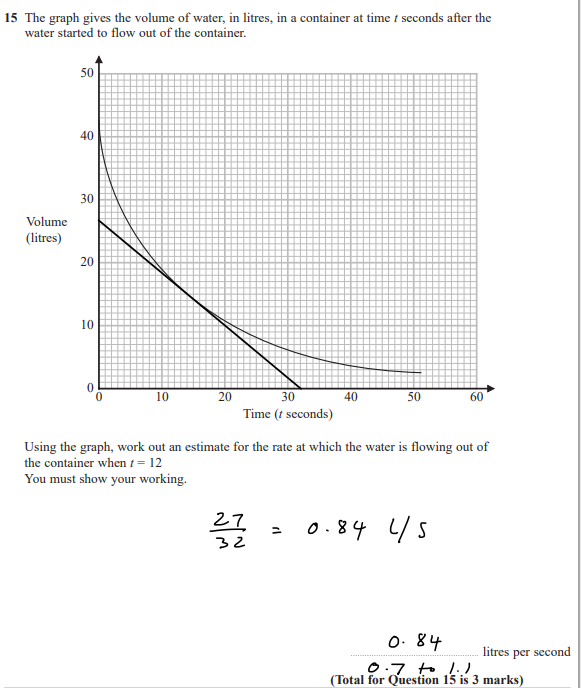 15 The graph gives the volume of water, in litres, in a container at time t seconds after the
water started to flow out of the container.
50
40
30
Volume
(litres)
20
10
0
0 10 20 30 40 50 60
Time (t seconds)
Using the graph, work out an estimate for the rate at which the water is flowing out of
the container when t = 12
You must show your working.
27
32
= 0.84 L/s
0.84 litres per second
0.7 to 1.1
(Total for Question 15 is 3 marks)